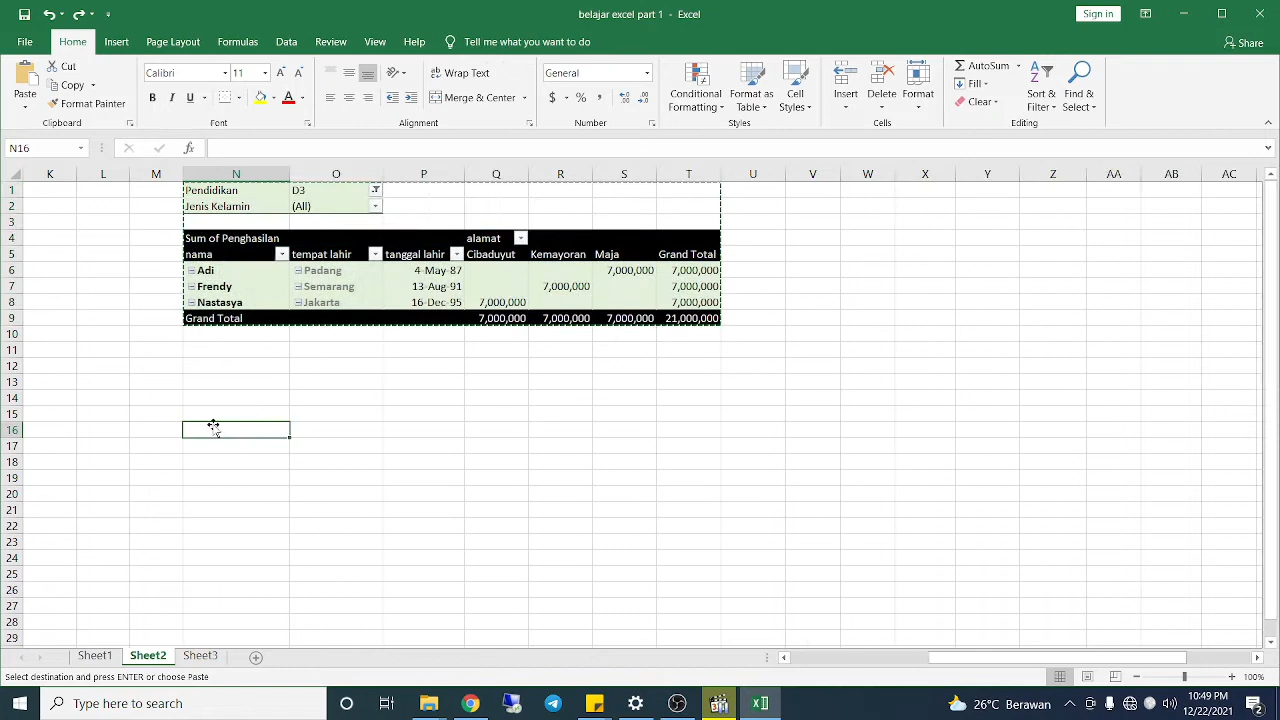 belajar excel part 1 - Excel
Sign in
File Home Insert Page Layout Formulas Data Review View Help Tell me what you want to do
Share
Paste
Cut
Copy
Format Painter
Clipboard
Calibri 11
B I U
Font
Wrap Text
Merge & Center
Alignment
General
$ % ,
Number
Conditional Formatting
Format as Table
Cell Styles
Styles
Insert
Delete
Format
Cells
AutoSum
Fill
Clear
Sort & Filter
Find & Select
Editing
N16
fx
K L M N O P Q R S T U V W X Y Z AA AB AC
1 Pendidikan D3
2 Jenis Kelamin (All)
3
4 Sum of Penghasilan alamat
5 nama tempat lahir tanggal lahir Cibaduyut Kemayoran Maja Grand Total
6 Adi Padang 4-May-87 7,000,000 7,000,000
7 Frendy Semarang 13-Aug-91 7,000,000 7,000,000
8 Nastasya Jakarta 16-Dec-95 7,000,000 7,000,000
9 Grand Total 7,000,000 7,000,000 7,000,000 21,000,000
10
11
12
13
14
15
16
17
18
19
20
21
22
23
24
25
26
27
28
29
Sheet1 Sheet2 Sheet3
Select destination and press ENTER or choose Paste
100%
Type here to search
26°C Berawan
10:49 PM
12/22/2021
2